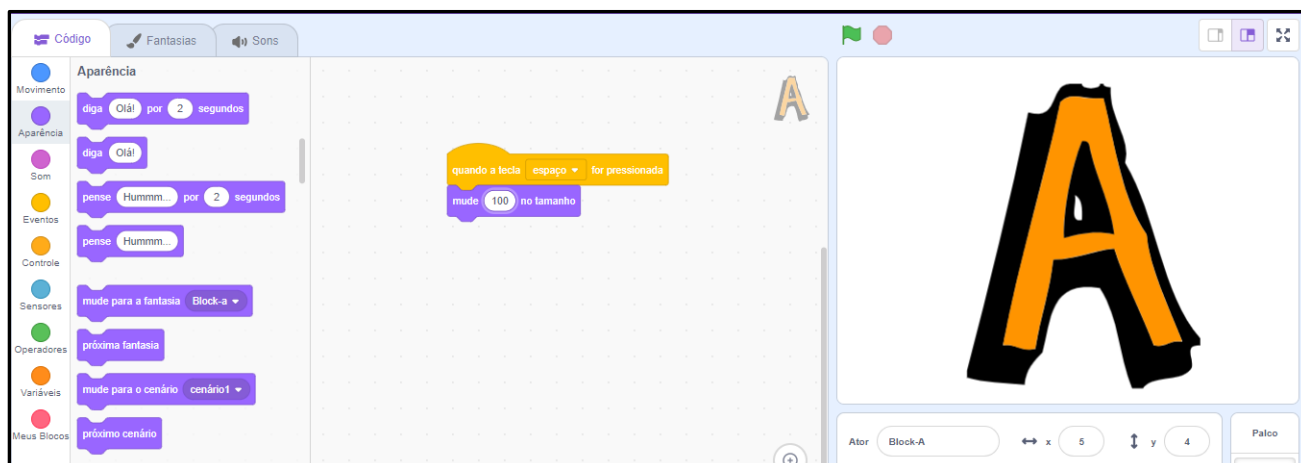 Código Fantasias Sons
Movimento
Aparência
Som
Eventos
Controle
Sensores
Operadores
Variáveis
Meus Blocos
Aparência
diga Olá! por 2 segundos
diga Olá!
pense Hummm... por 2 segundos
pense Hummm...
mude para a fantasia Block-a
próxima fantasia
mude para o cenário cenário1
próximo cenário
quando a tecla espaço for pressionada
mude 100 no tamanho
A
Ator Block-A x 5 y 4
Palco